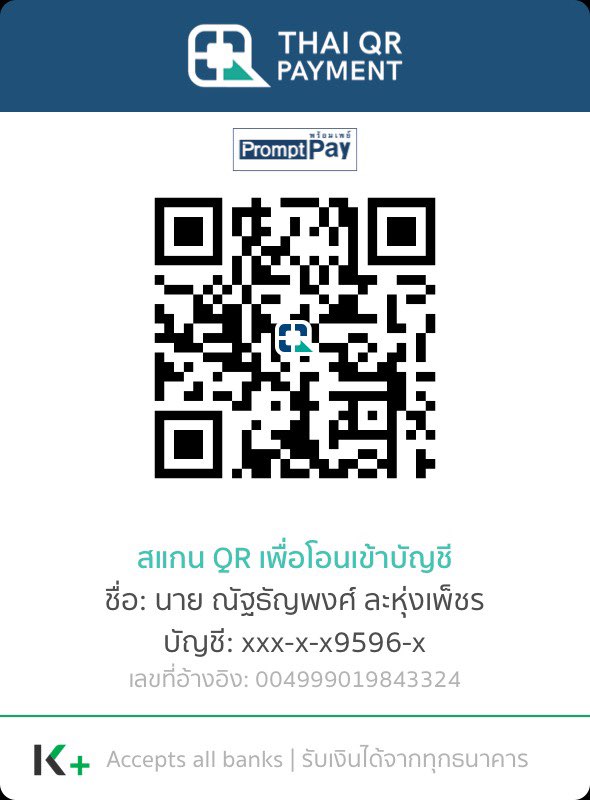 THAI QR
PAYMENT
พร้อมเพย์
PromptPay
สแกน QR เพื่อโอนเข้าบัญชี
ชื่อ: นาย ณัฐธัญพงศ์ ละหุ่งเพ็ชร
บัญชี: xxx-x-x9596-x
เลขที่อ้างอิง: 004999019843324
K+ Accepts all banks | รับเงินได้จากทุกธนาคาร